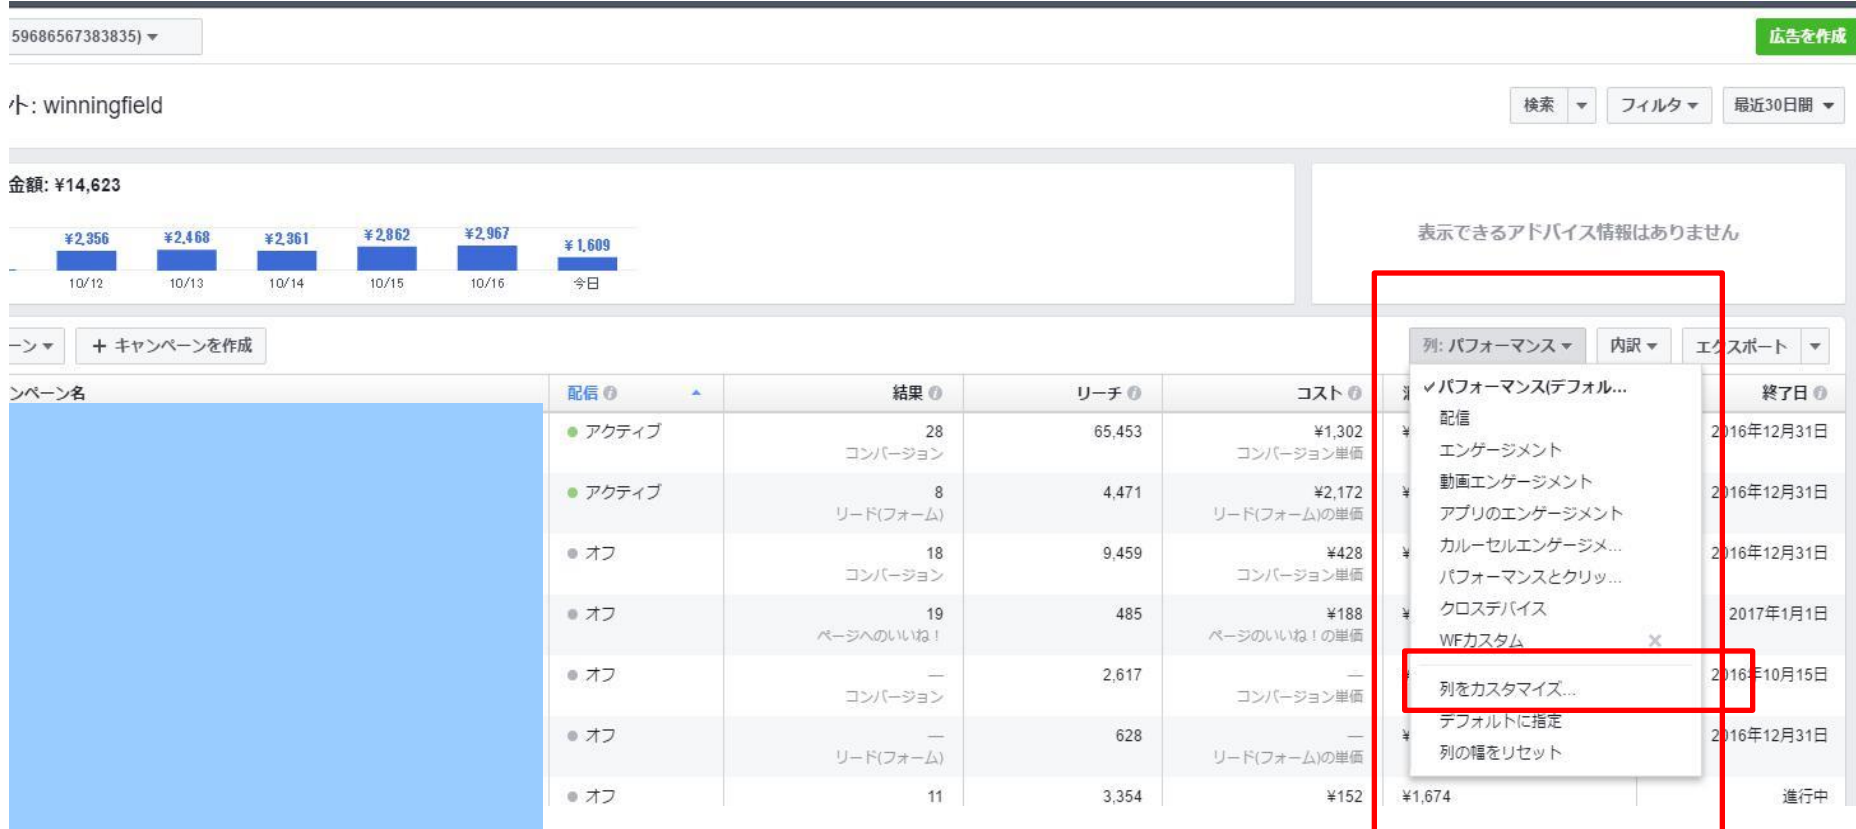 59686567383835)
広告を作成
ト: winningfield
検索
フィルタ
最近30日間
金額: ¥14,623
¥2,356
¥2,468
¥2,361
¥2,862
¥2,967
¥1,609
10/12
10/13
10/14
10/15
10/16
今日
表示できるアドバイス情報はありません
ーン
+ キャンペーンを作成
列: パフォーマンス
内訳
エクスポート
ンペーン名
配信
結果
リーチ
コスト
終了日
アクティブ
28
コンバージョン
65,453
¥1,302
コンバージョン単価
2016年12月31日
アクティブ
8
リード(フォーム)
4,471
¥2,172
リード(フォーム)の単価
2016年12月31日
オフ
18
コンバージョン
9,459
¥428
コンバージョン単価
2016年12月31日
オフ
19
ページへのいいね！
485
¥188
ページのいいね！の単価
2017年1月1日
オフ
—
コンバージョン
2,617
—
コンバージョン単価
2016年10月15日
オフ
—
リード(フォーム)
628
—
リード(フォーム)の単価
2016年12月31日
オフ
11
3,354
¥152
¥1,674
進行中
✓パフォーマンス(デフォル...
配信
エンゲージメント
動画エンゲージメント
アプリのエンゲージメント
カルーセルエンゲージメ...
パフォーマンスとクリッ...
クロスデバイス
WFカスタム
列をカスタマイズ...
デフォルトに指定
列の幅をリセット